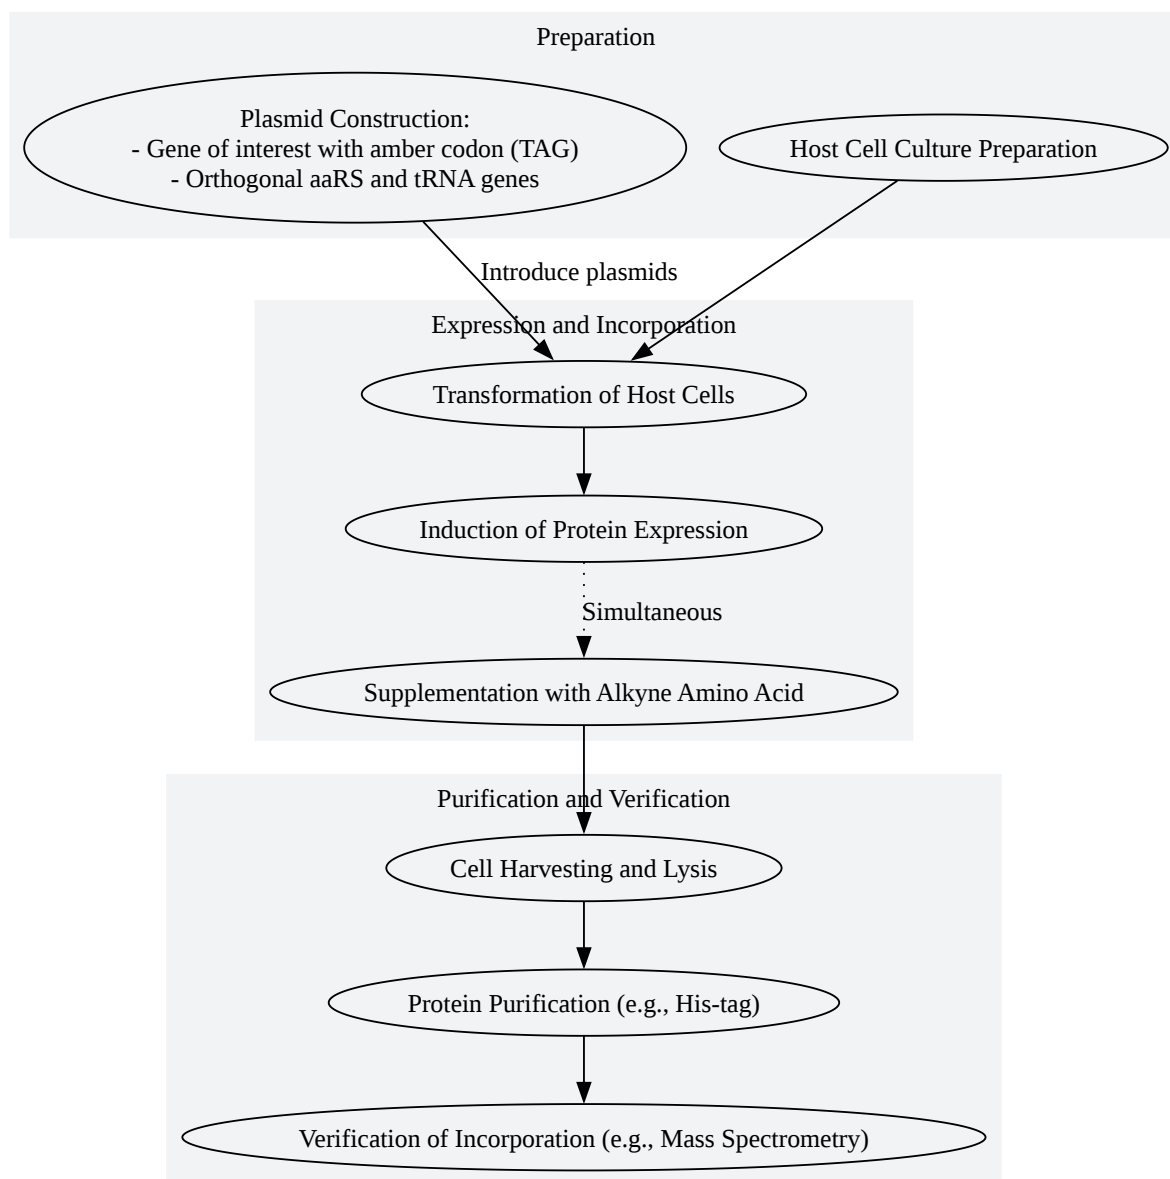 Preparation
Plasmid Construction:
- Gene of interest with amber codon (TAG)
- Orthogonal aaRS and tRNA genes
Host Cell Culture Preparation
Introduce plasmids
Expression and Incorporation
Transformation of Host Cells
Induction of Protein Expression
Simultaneous
Supplementation with Alkyne Amino Acid
Purification and Verification
Cell Harvesting and Lysis
Protein Purification (e.g., His-tag)
Verification of Incorporation (e.g., Mass Spectrometry)